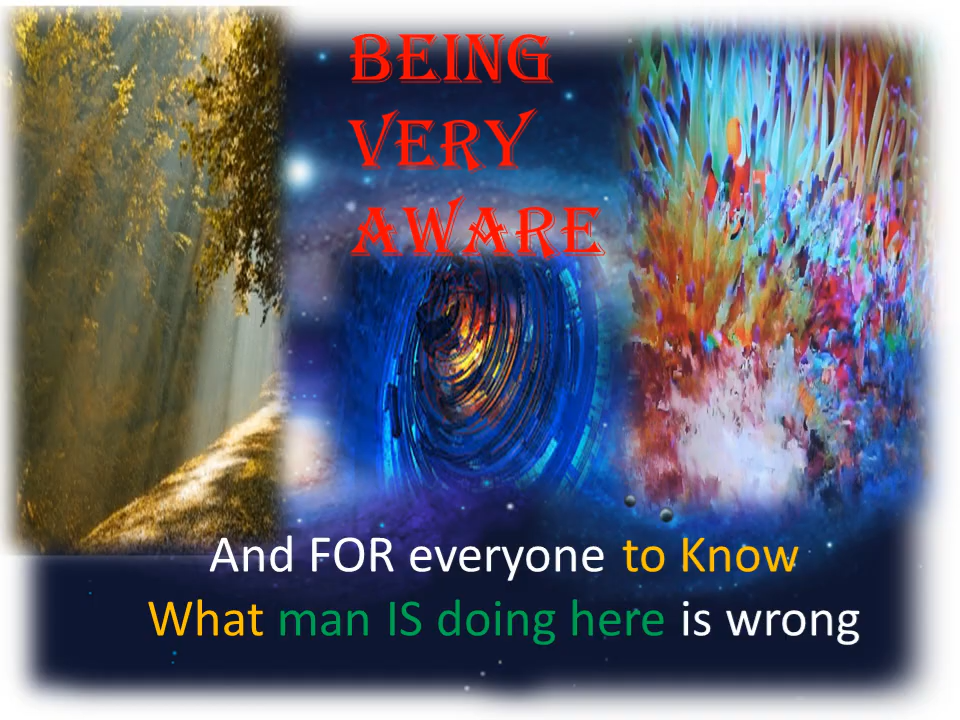 BEING
VERY
AWARE
And FOR everyone to Know
What man IS doing here is wrong